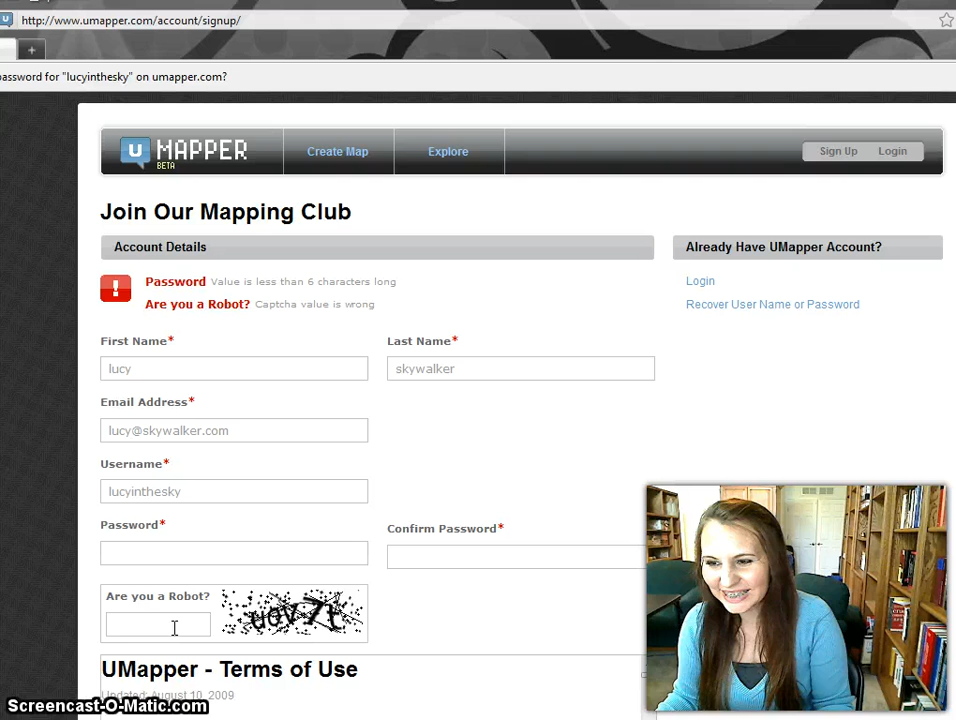 http://www.umapper.com/account/signup/
+
password for "lucyinthesky" on umapper.com?
U MAPPER
BETA
Create Map
Explore
Sign Up
Login
Join Our Mapping Club
Account Details
Already Have UMapper Account?
! Password Value is less than 6 characters long
Are you a Robot? Captcha value is wrong
Login
Recover User Name or Password
First Name*
Last Name*
lucy
skywalker
Email Address*
lucy@skywalker.com
Username*
lucyinthesky
Password*
Confirm Password*
Are you a Robot?
UMapper - Terms of Use
Updated: August 10, 2009
Screencast-O-Matic.com